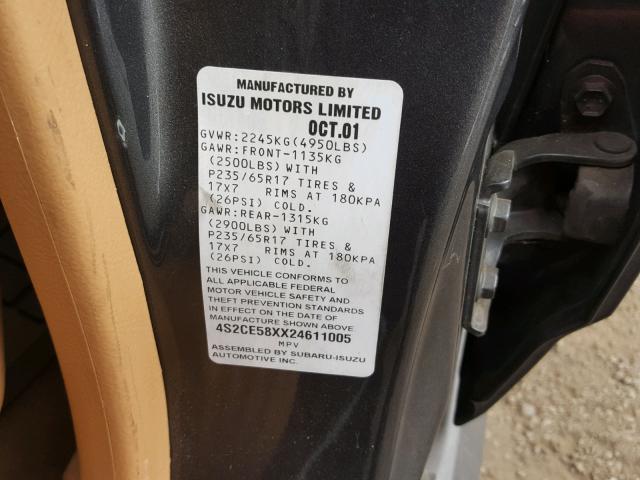 MANUFACTURED BY
ISUZU MOTORS LIMITED
OCT.01
GVWR:2245KG(4950LBS)
GAWR:FRONT-1135KG
(2500LBS)WITH
P235/65R17 TIRES &
17X7 RIMS AT 180KPA
(26PSI) COLD.
GAWR:REAR-1315KG
(2900LBS)WITH
P235/65R17 TIRES &
17X7 RIMS AT 180KPA
(26PSI) COLD.
THIS VEHICLE CONFORMS TO
ALL APPLICABLE FEDERAL
MOTOR VEHICLE SAFETY AND
THEFT PREVENTION STANDARDS
IN EFFECT ON THE DATE OF
MANUFACTURE SHOWN ABOVE
4S2CE58XX24611005
MPV
ASSEMBLED BY SUBARU-ISUZU
AUTOMOTIVE INC.